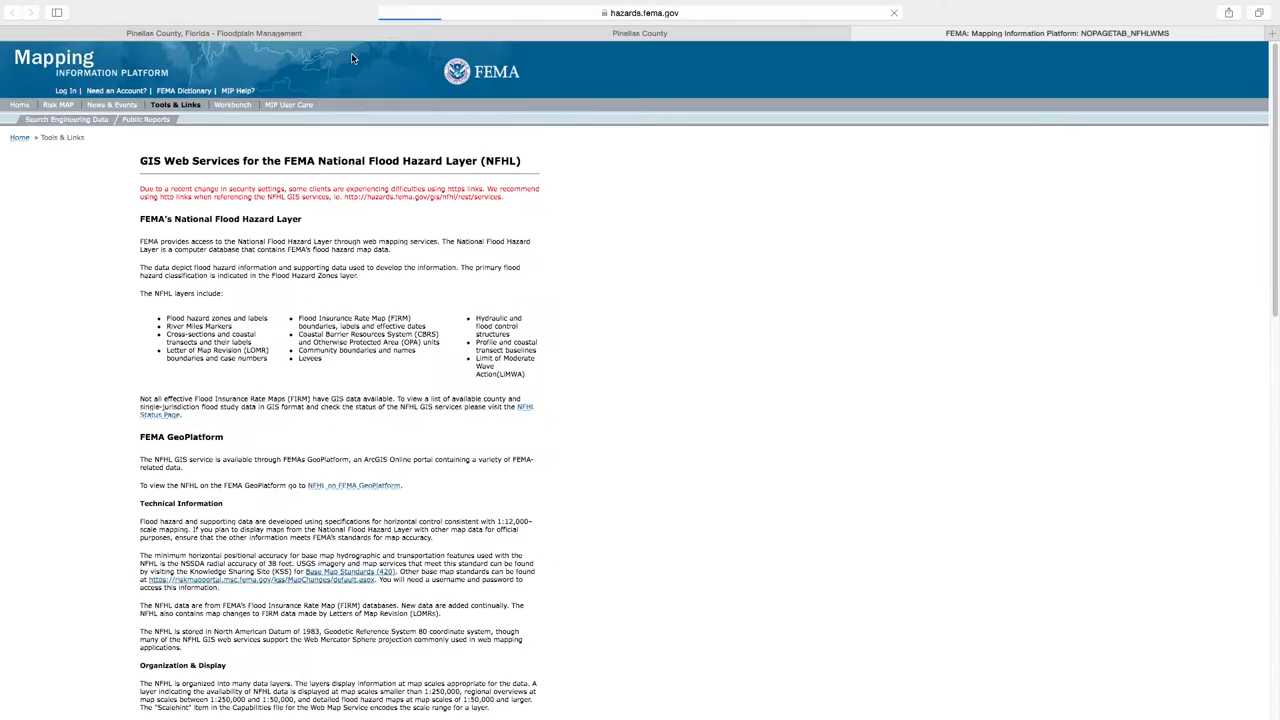 hazards.fema.gov
Pinellas County, Florida - Floodplain Management
Pinellas County
FEMA: Mapping Information Platform: NOPAGETAB_NFHLWMS
Mapping
INFORMATION PLATFORM
FEMA
Log In | Need an Account? | FEMA Dictionary | MIP Help?
Home | Risk MAP | News & Events | Tools & Links | Workbench | MIP User Care
Search Engineering Data Public Reports
Home » Tools & Links
GIS Web Services for the FEMA National Flood Hazard Layer (NFHL)
Due to a recent change in security settings, some clients are experiencing difficulties using https links. We recommend
using http links when referencing the NFHL GIS services, ie. http://hazards.fema.gov/gis/nfhl/rest/services.
FEMA's National Flood Hazard Layer
FEMA provides access to the National Flood Hazard Layer through web mapping services. The National Flood Hazard
Layer is a computer database that contains FEMA's flood hazard map data.
The data depict flood hazard information and supporting data used to develop the information. The primary flood
hazard classification is indicated in the Flood Hazard Zones layer.
The NFHL layers include:
Flood hazard zones and labels
River Miles Markers
Cross-sections and coastal
transects and their labels
Letter of Map Revision (LOMR)
boundaries and case numbers
Flood Insurance Rate Map (FIRM)
boundaries, labels and effective dates
Coastal Barrier Resources System (CBRS)
and Otherwise Protected Area (OPA) units
Community boundaries and names
Levees
Hydraulic and
flood control
structures
Profile and coastal
transect baselines
Limit of Moderate
Wave
Action(LiMWA)
Not all effective Flood Insurance Rate Maps (FIRM) have GIS data available. To view a list of available county and
single-jurisdiction flood study data in GIS format and check the status of the NFHL GIS services please visit the NFHL
Status Page.
FEMA GeoPlatform
The NFHL GIS service is available through FEMAs GeoPlatform, an ArcGIS Online portal containing a variety of FEMA-
related data.
To view the NFHL on the FEMA GeoPlatform go to NFHL on FEMA GeoPlatform.
Technical Information
Flood hazard and supporting data are developed using specifications for horizontal control consistent with 1:12,000–
scale mapping. If you plan to display maps from the National Flood Hazard Layer with other map data for official
purposes, ensure that the other information meets FEMA's standards for map accuracy.
The minimum horizontal positional accuracy for base map hydrographic and transportation features used with the
NFHL is the NSSDA radial accuracy of 38 feet. USGS imagery and map services that meet this standard can be found
by visiting the Knowledge Sharing Site (KSS) for Base Map Standards (420). Other base map standards can be found
at https://riskmapportal.msc.fema.gov/kss/MapChanges/default.aspx. You will need a username and password to
access this information.
The NFHL data are from FEMA's Flood Insurance Rate Map (FIRM) databases. New data are added continually. The
NFHL also contains map changes to FIRM data made by Letters of Map Revision (LOMRs).
The NFHL is stored in North American Datum of 1983, Geodetic Reference System 80 coordinate system, though
many of the NFHL GIS web services support the Web Mercator Sphere projection commonly used in web mapping
applications.
Organization & Display
The NFHL is organized into many data layers. The layers display information at map scales appropriate for the data. A
layer indicating the availability of NFHL data is displayed at map scales smaller than 1:250,000, regional overviews at
map scales between 1:250,000 and 1:50,000, and detailed flood hazard maps at map scales of 1:50,000 and larger.
The "Scalehint" item in the Capabilities file for the Web Map Service encodes the scale range for a layer.